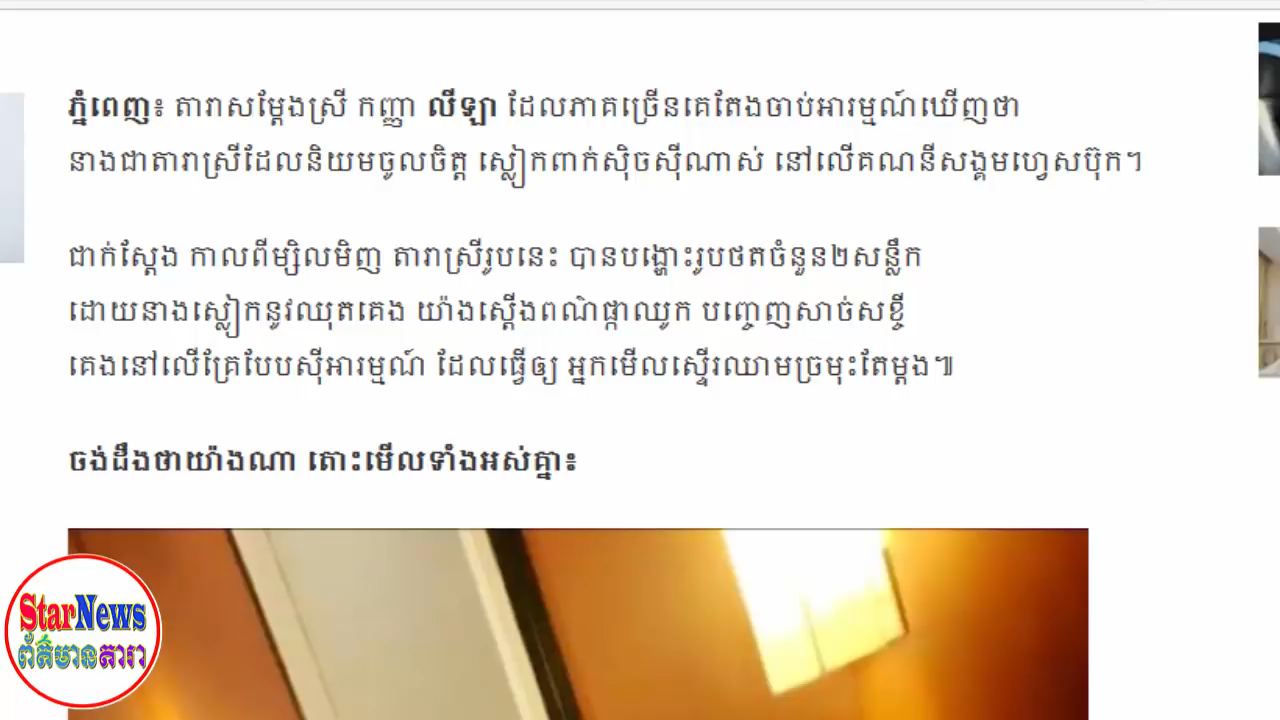 ភ្នំពេញ៖ តារាសម្តែងស្រី កញ្ញា លីឡា ដែលភាគច្រើនគេតែងចាប់អារម្មណ៍ឃើញថា
នាងជាតារាស្រីដែលនិយមចូលចិត្ត ស្លៀកពាក់ស៊ិចស៊ីណាស់ នៅលើគណនីសង្គមហ្វេសប៊ុក។
ជាក់ស្តែង កាលពីម្សិលមិញ តារាស្រីរូបនេះ បានបង្ហោះរូបថតចំនួន២សន្លឹក
ដោយនាងស្លៀកនូវឈុតគេង យ៉ាងស្តើងពណ៌ផ្កាឈូក បញ្ចេញសាច់សខ្ចី
គេងនៅលើគ្រែបែបស៊ីអារម្មណ៍ ដែលធ្វើឲ្យ អ្នកមើលស្ទើរឈាមច្រមុះតែម្តង៕
ចង់ដឹងថាយ៉ាងណា តោះមើលទាំងអស់គ្នា៖
StarNews
ព័ត៌មានតារា